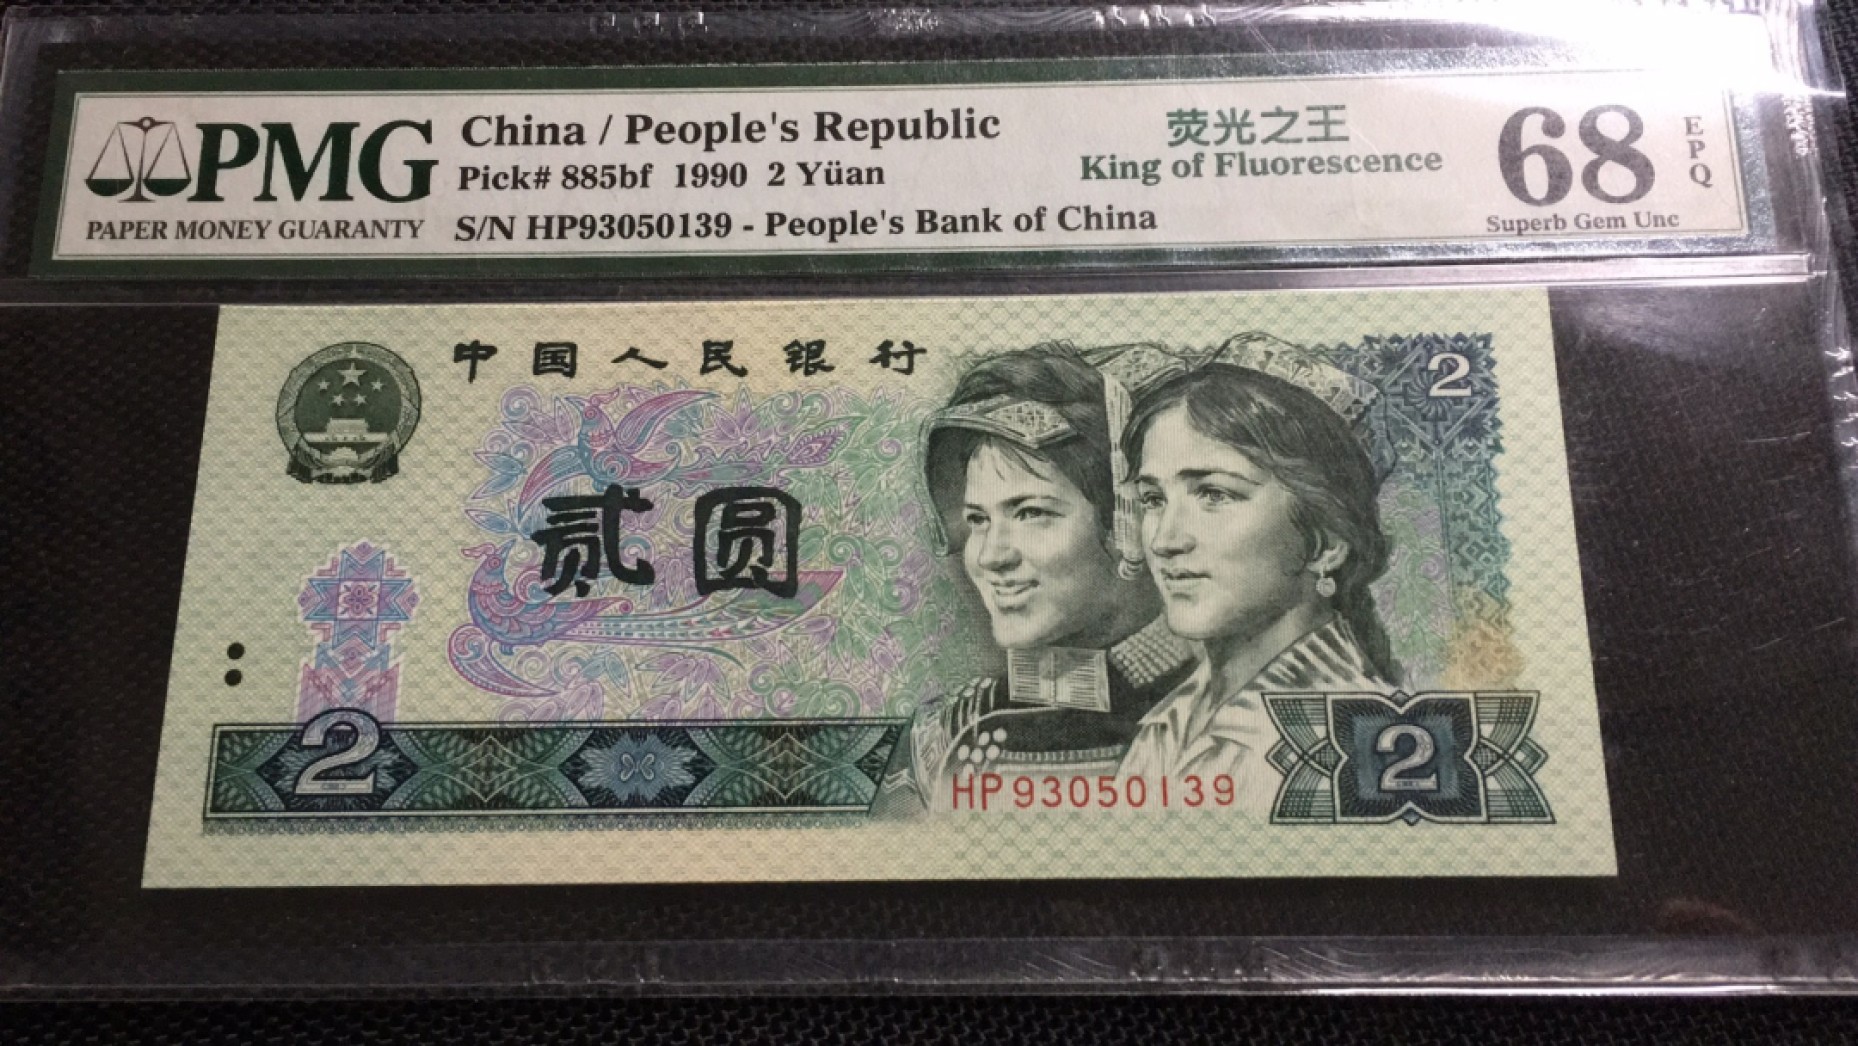 PMG
PAPER MONEY GUARANTY
China / People's Republic
Pick# 885bf 1990 2 Yüan
S/N HP93050139 - People's Bank of China
荧光之王
King of Fluorescence
68
EPQ
Superb Gem Unc
中国人民银行
2
贰圆
2
2
HP93050139